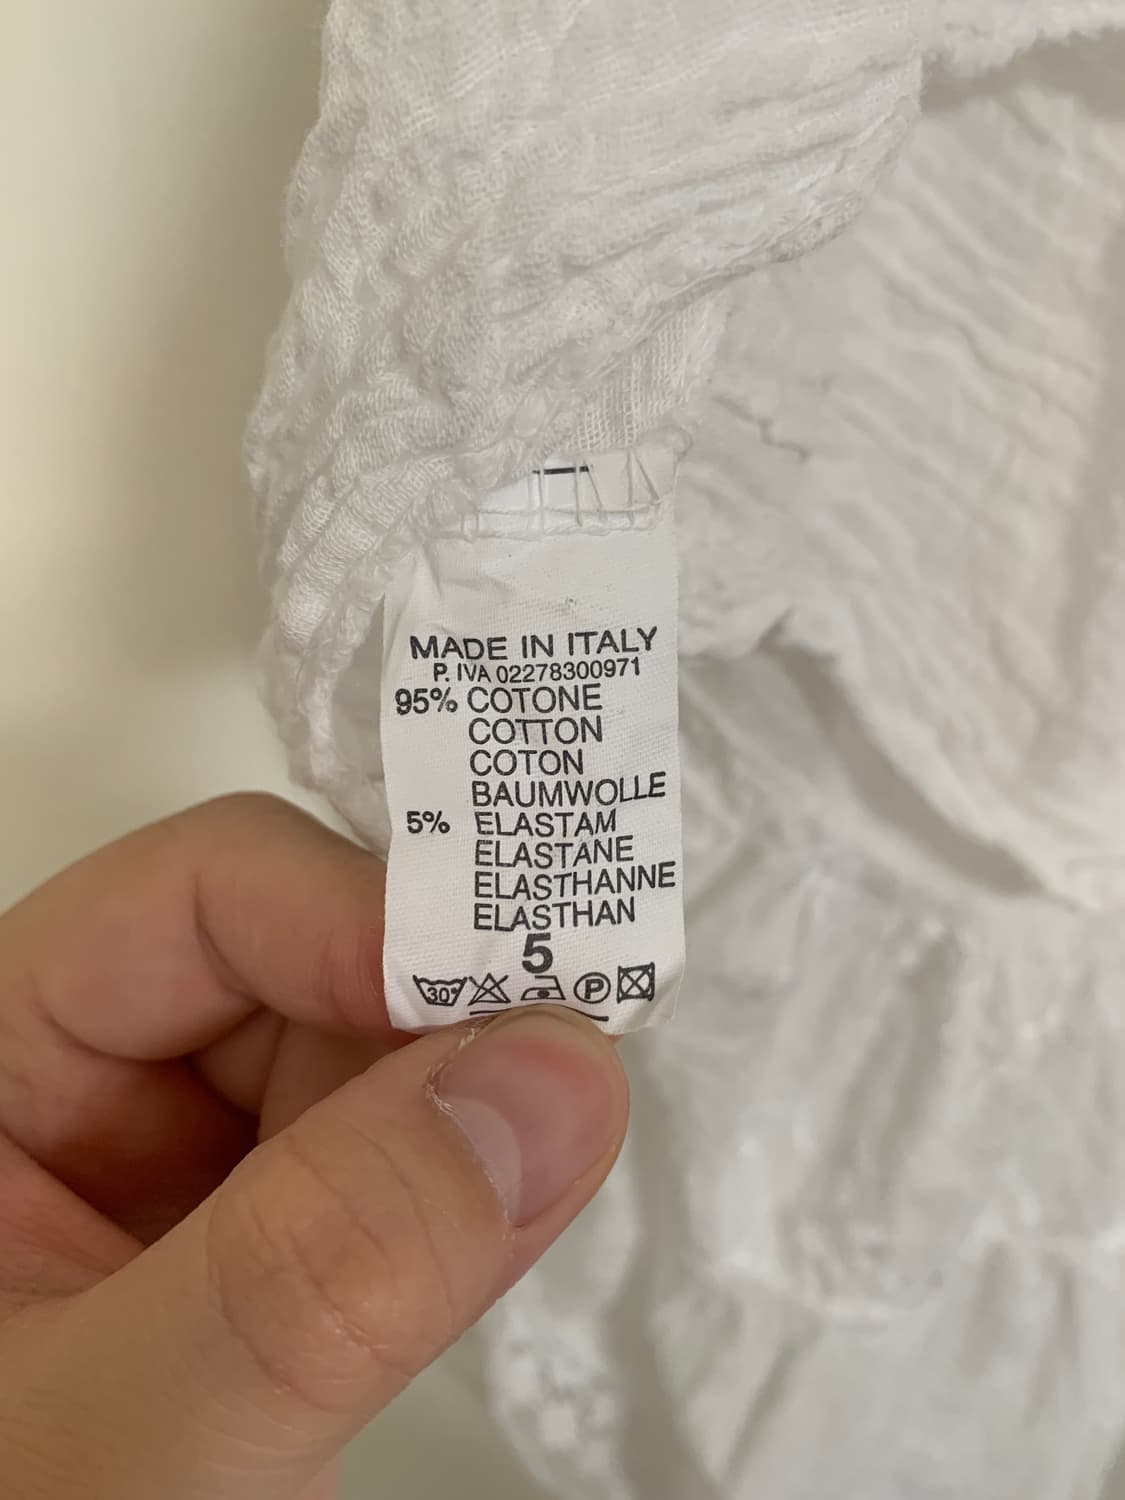 MADE IN ITALY
P. IVA 02278300971
95% COTONE
COTTON
COTON
BAUMWOLLE
5% ELASTAM
ELASTANE
ELASTHANNE
ELASTHAN
5
30° P